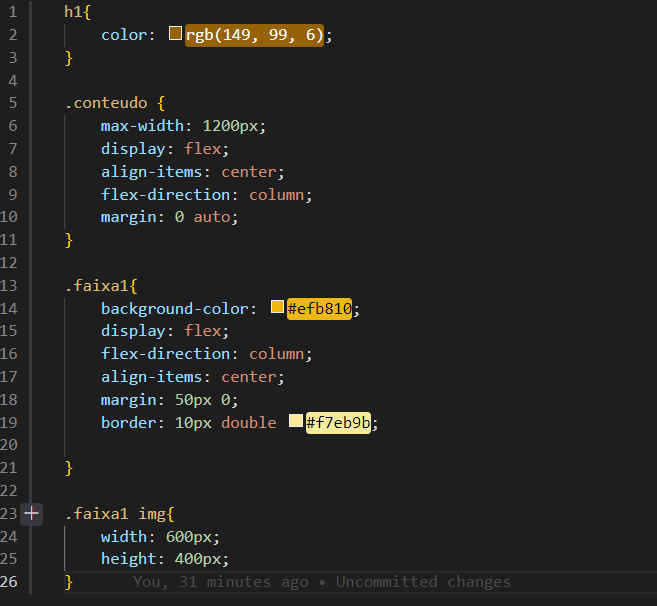 1 h1{
2 color: rgb(149, 99, 6);
3 }
4
5 .conteudo {
6 max-width: 1200px;
7 display: flex;
8 align-items: center;
9 flex-direction: column;
10 margin: 0 auto;
11 }
12
13 .faixa1{
14 background-color: #efb810;
15 display: flex;
16 flex-direction: column;
17 align-items: center;
18 margin: 50px 0;
19 border: 10px double #f7eb9b;
20
21 }
22
23 + .faixa1 img{
24 width: 600px;
25 height: 400px;
26 } You, 31 minutes ago • Uncommitted changes